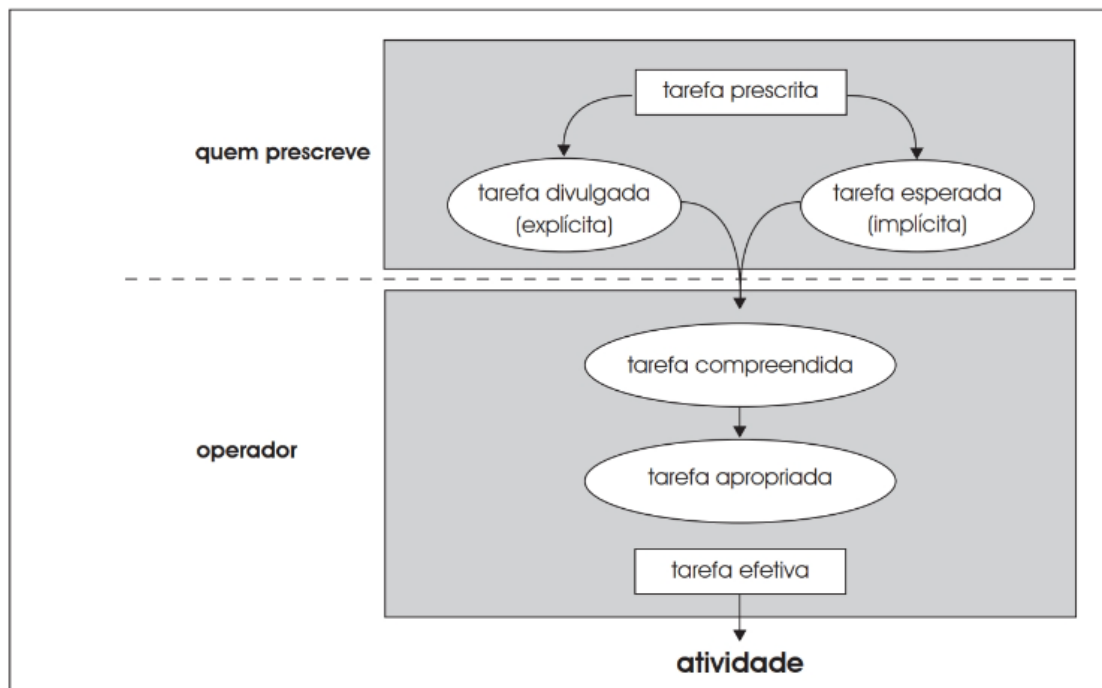 tarefa prescrita
quem prescreve
tarefa divulgada
(explícita)
tarefa esperada
(implícita)
tarefa compreendida
operador
tarefa apropriada
tarefa efetiva
atividade